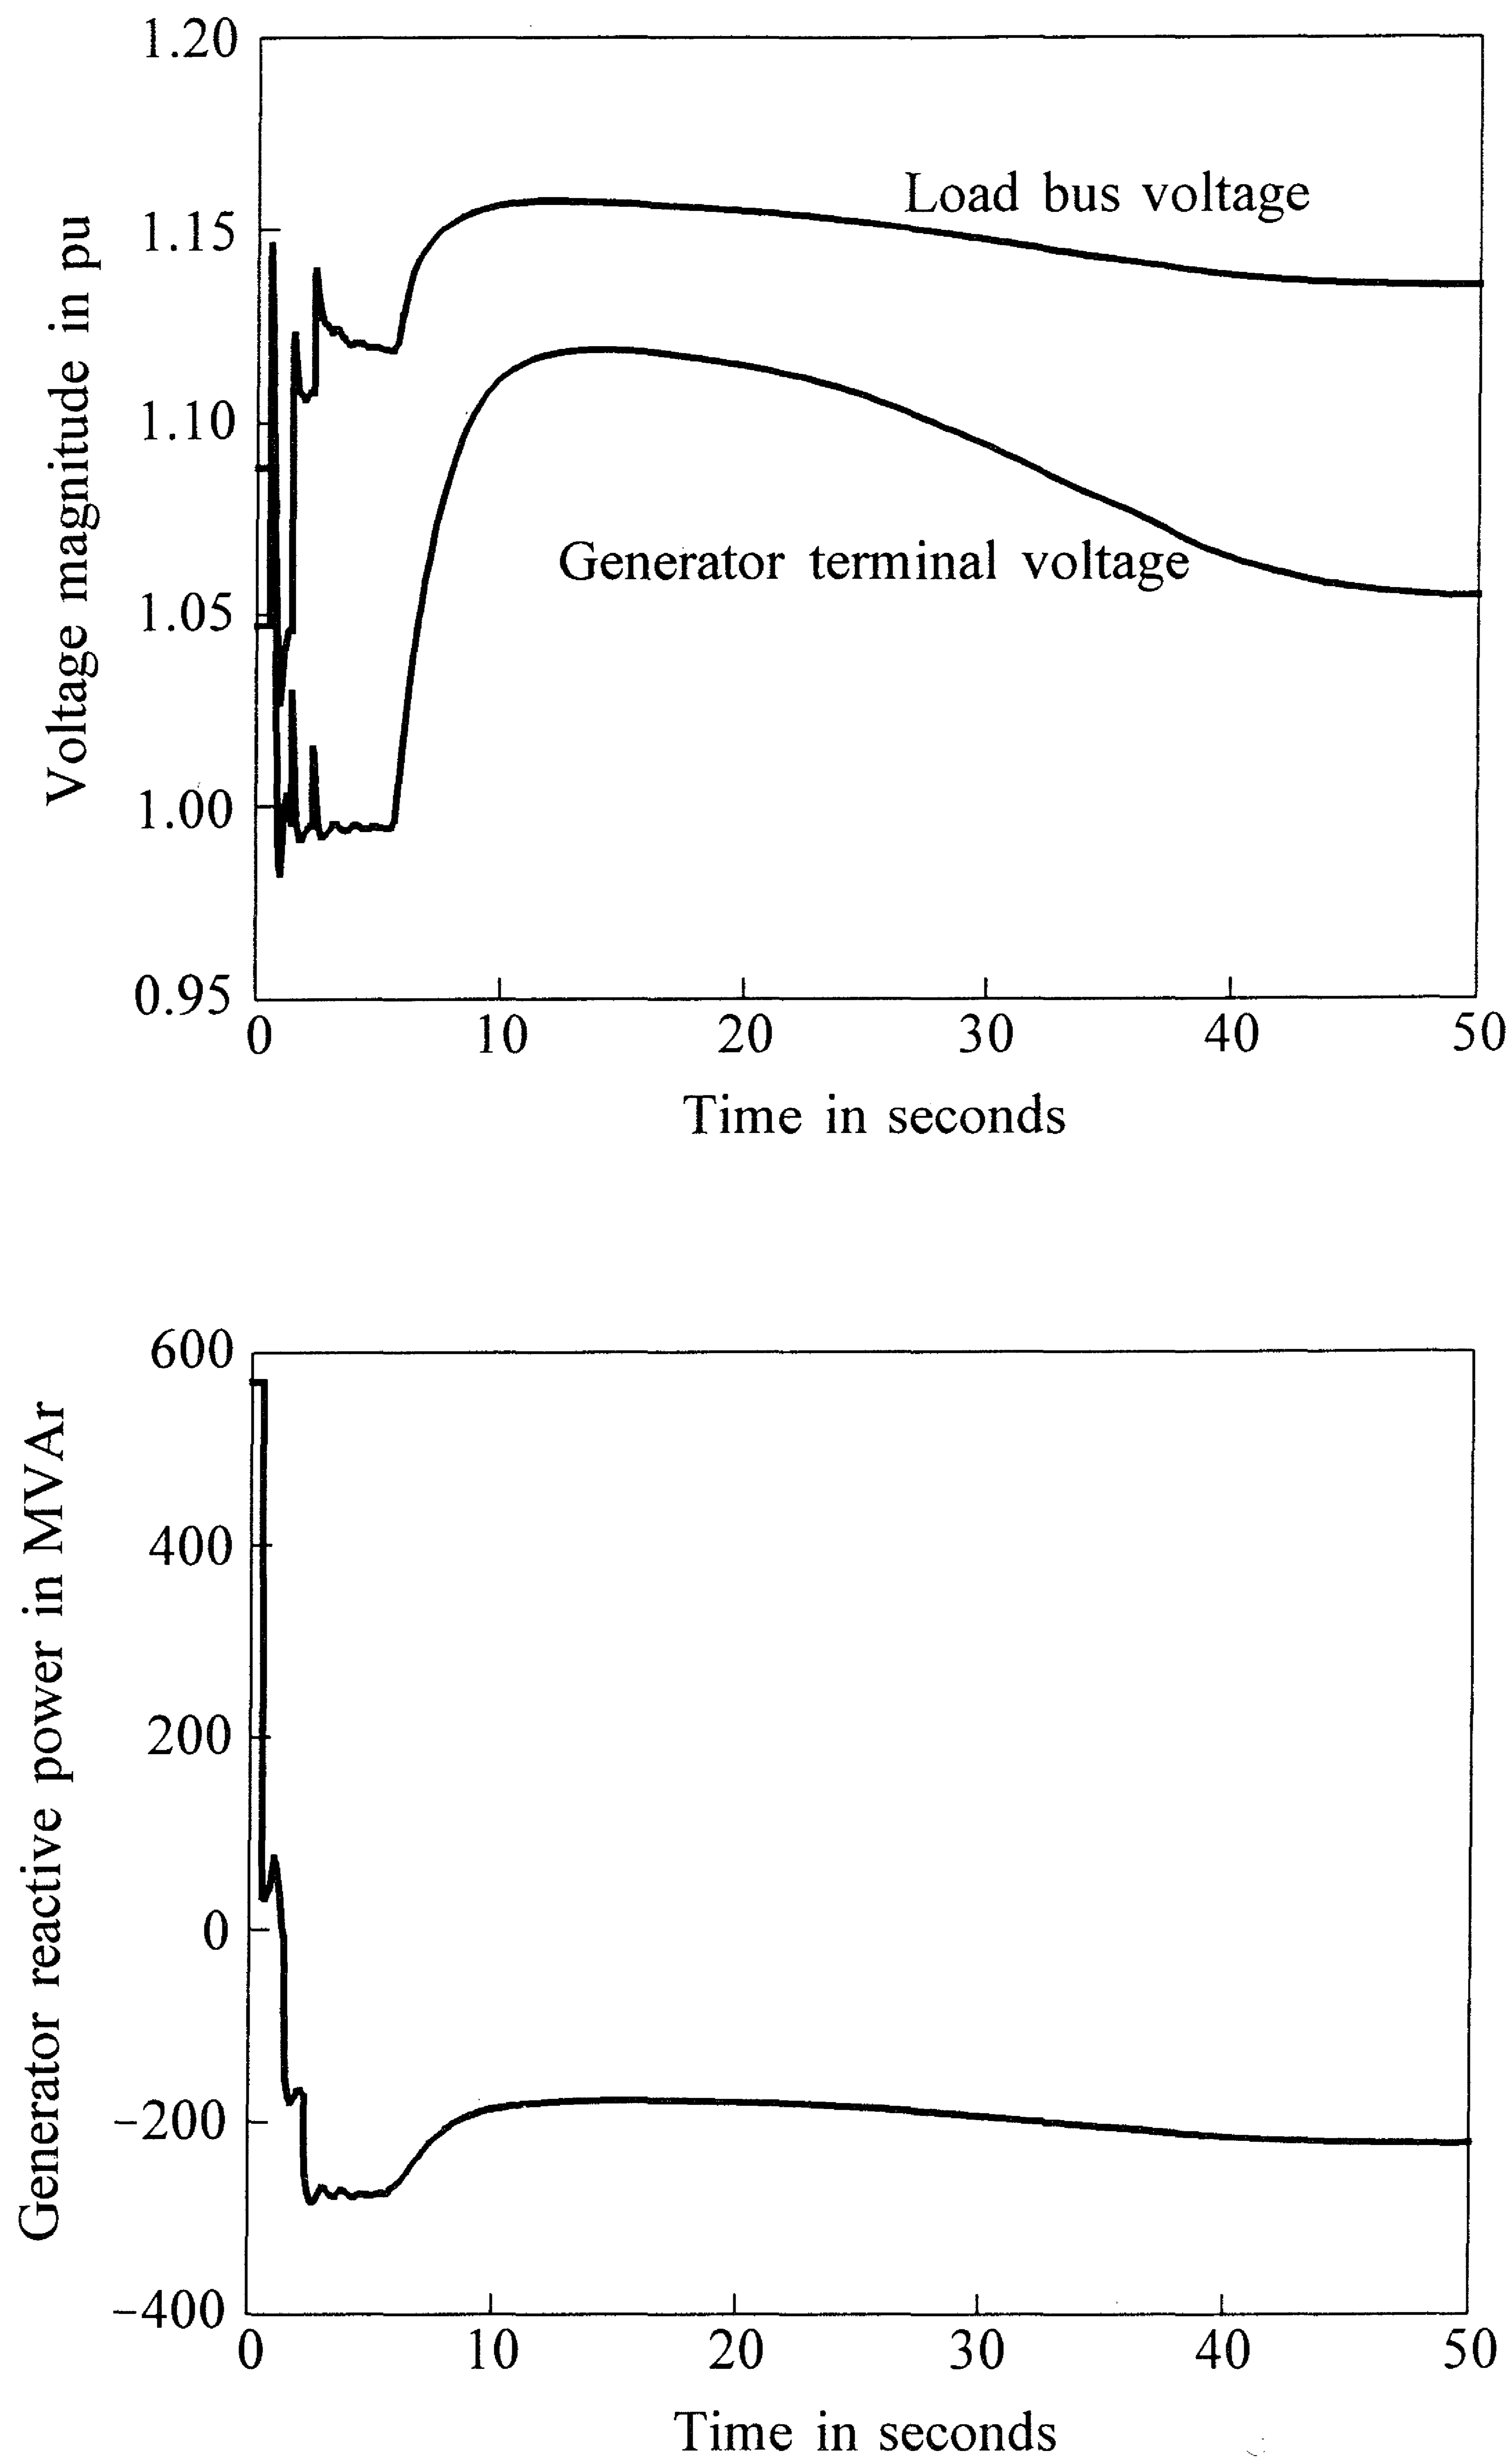 1.20
1.15
1.10
1.05
1.00
0.95
Voltage magnitude in pu
Load bus voltage
Generator terminal voltage
0 10 20 30 40 50
Time in seconds
600
400
200
0
−200
−400
Generator reactive power in MVAr
0 10 20 30 40 50
Time in seconds